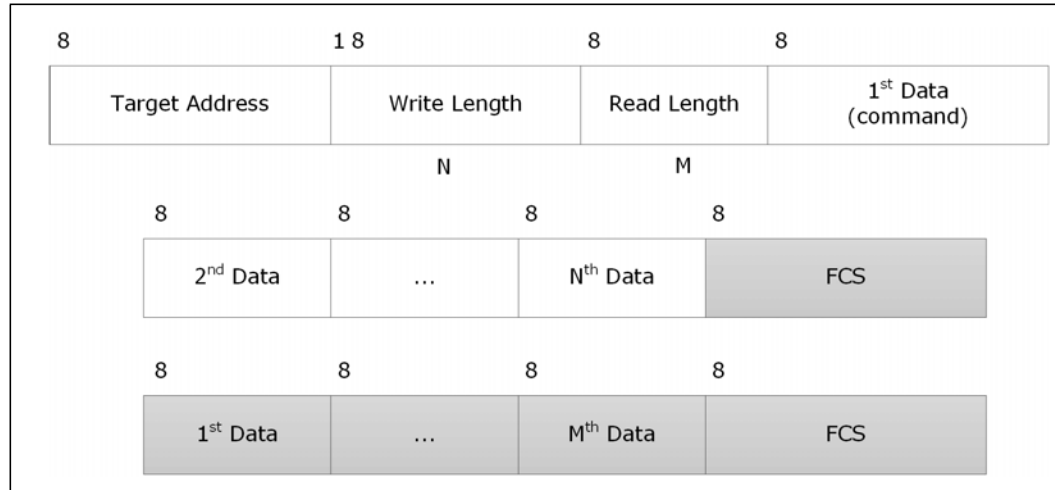 8 1 8 8 8
Target Address Write Length Read Length 1st Data
(command)
N M
8 8 8 8
2nd Data ... Nth Data FCS
8 8 8 8
1st Data ... Mth Data FCS